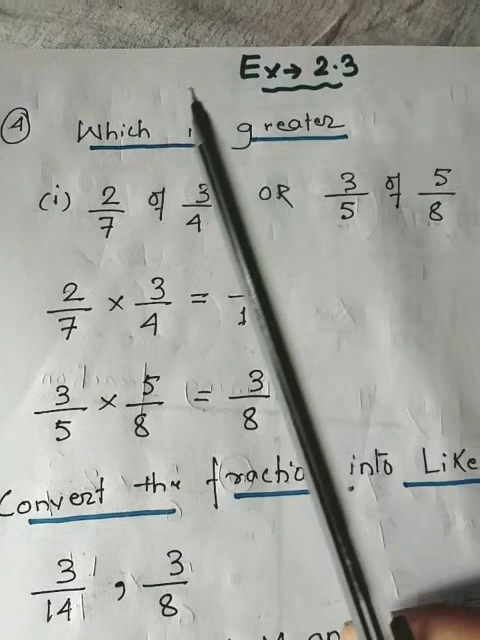 Ex→ 2.3
④ Which greater
(i) 2/7 of 3/4 OR 3/5 of 5/8
2/7 × 3/4 =
3/5 × 5/8 = 3/8
Convert the fractio into Like
3/14 , 3/8